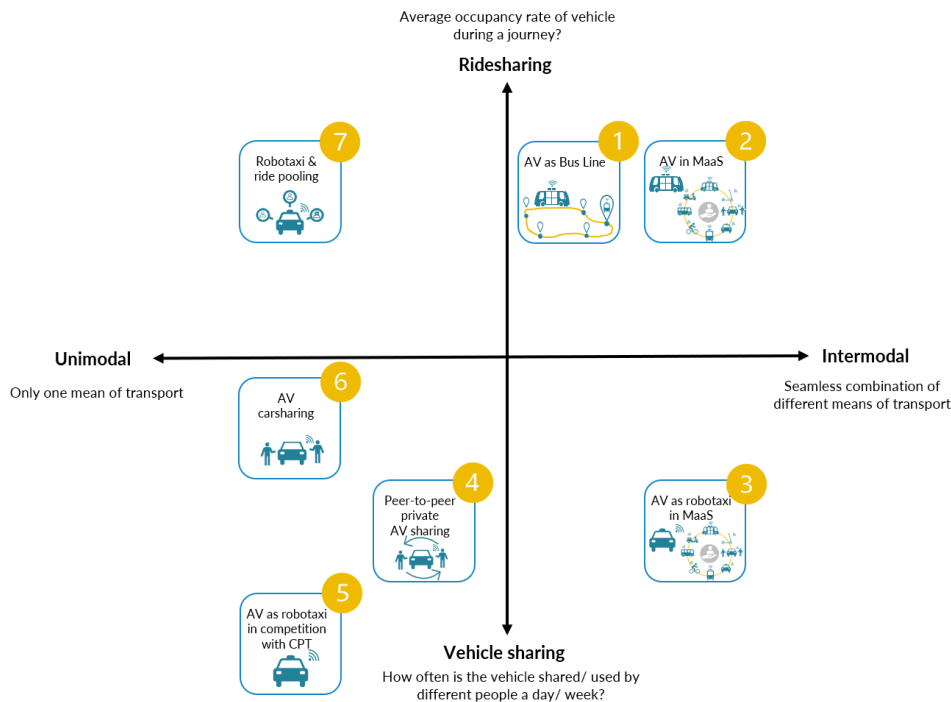 Average occupancy rate of vehicle
during a journey?
Ridesharing
7
Robotaxi &
ride pooling
1
AV as Bus Line
2
AV in MaaS
Unimodal
Only one mean of transport
Intermodal
Seamless combination of
different means of transport
6
AV
carsharing
4
Peer-to-peer
private
AV sharing
3
AV as robotaxi
in MaaS
5
AV as robotaxi
in competition
with CPT
Vehicle sharing
How often is the vehicle shared/ used by
different people a day/ week?